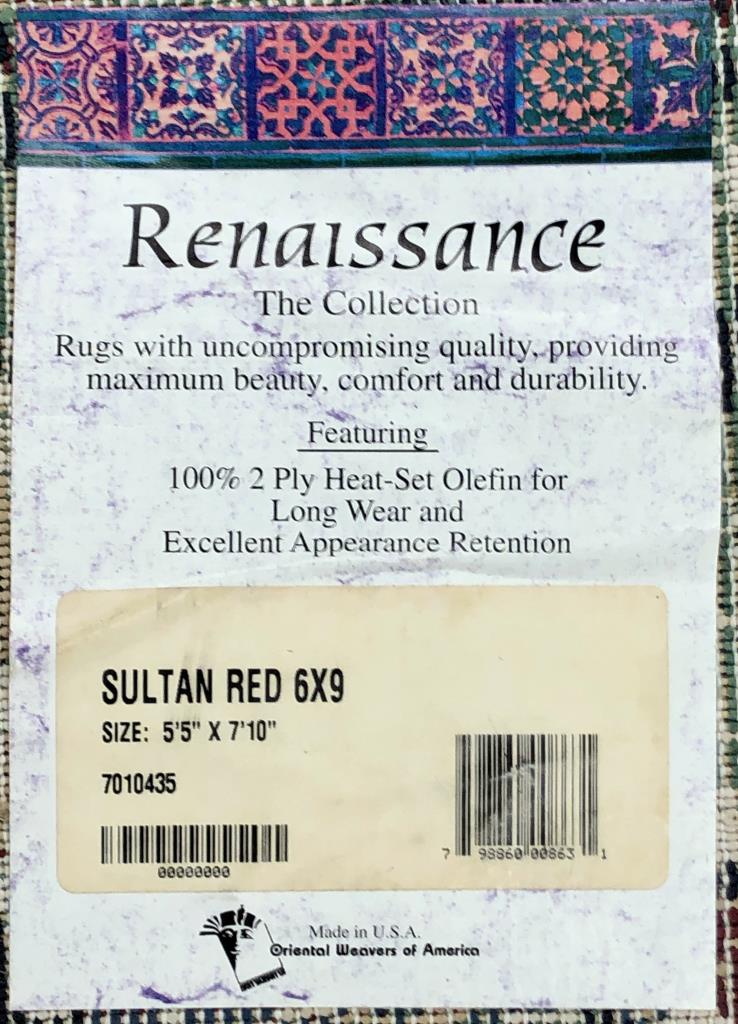 Renaissance
The Collection
Rugs with uncompromising quality, providing
maximum beauty, comfort and durability.
Featuring
100% 2 Ply Heat-Set Olefin for
Long Wear and
Excellent Appearance Retention
SULTAN RED 6X9
SIZE: 5'5" X 7'10"
7010435
00000000
7 98860 00863 1
Made in U.S.A.
Oriental Weavers of America